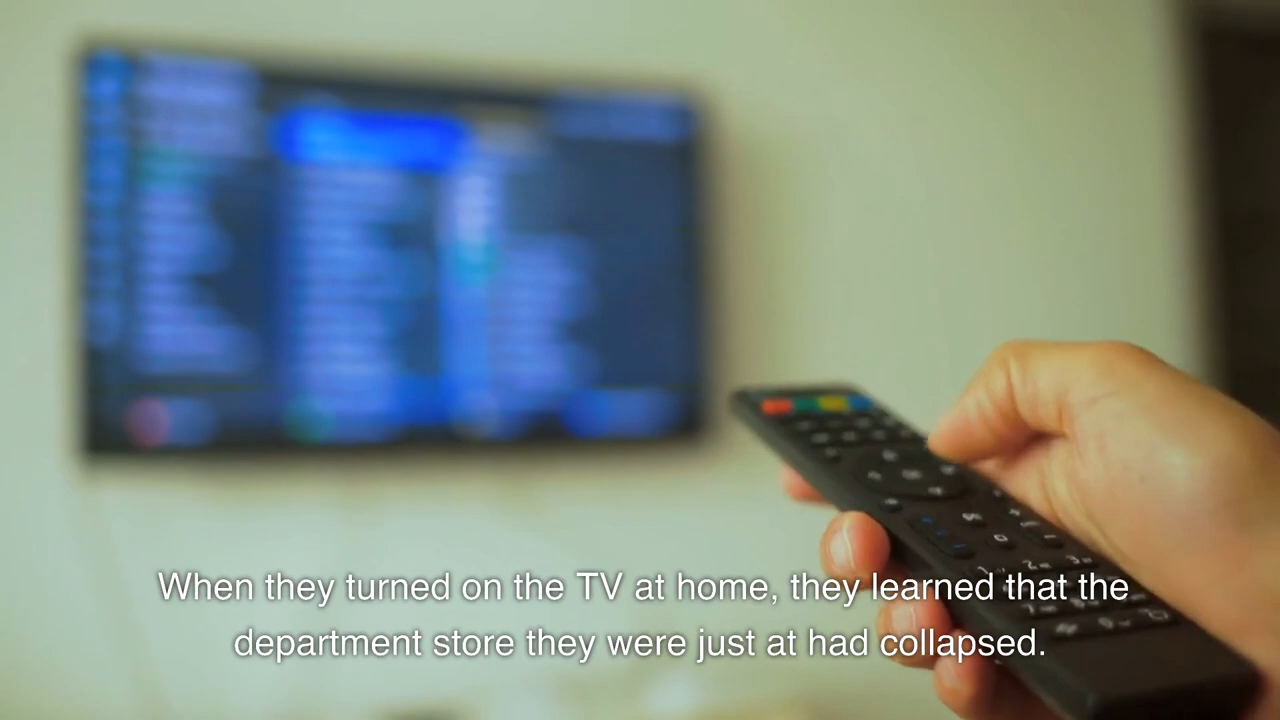 When they turned on the TV at home, they learned that the
department store they were just at had collapsed.